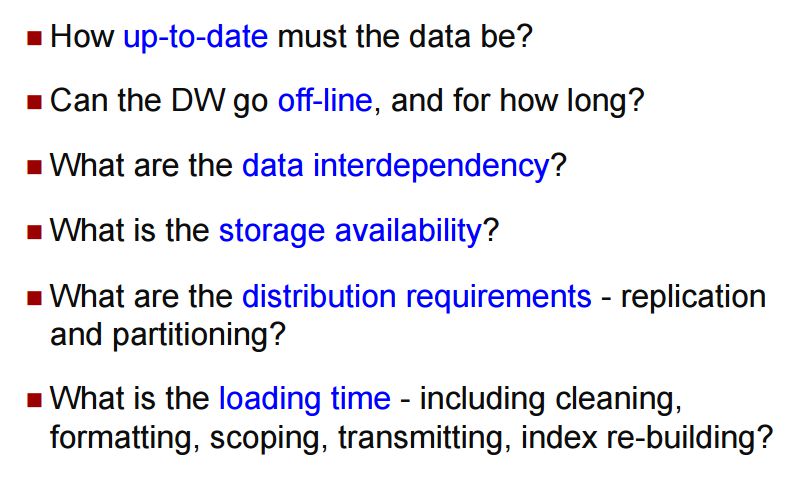 How up-to-date must the data be?
Can the DW go off-line, and for how long?
What are the data interdependency?
What is the storage availability?
What are the distribution requirements - replication
and partitioning?
What is the loading time - including cleaning,
formatting, scoping, transmitting, index re-building?